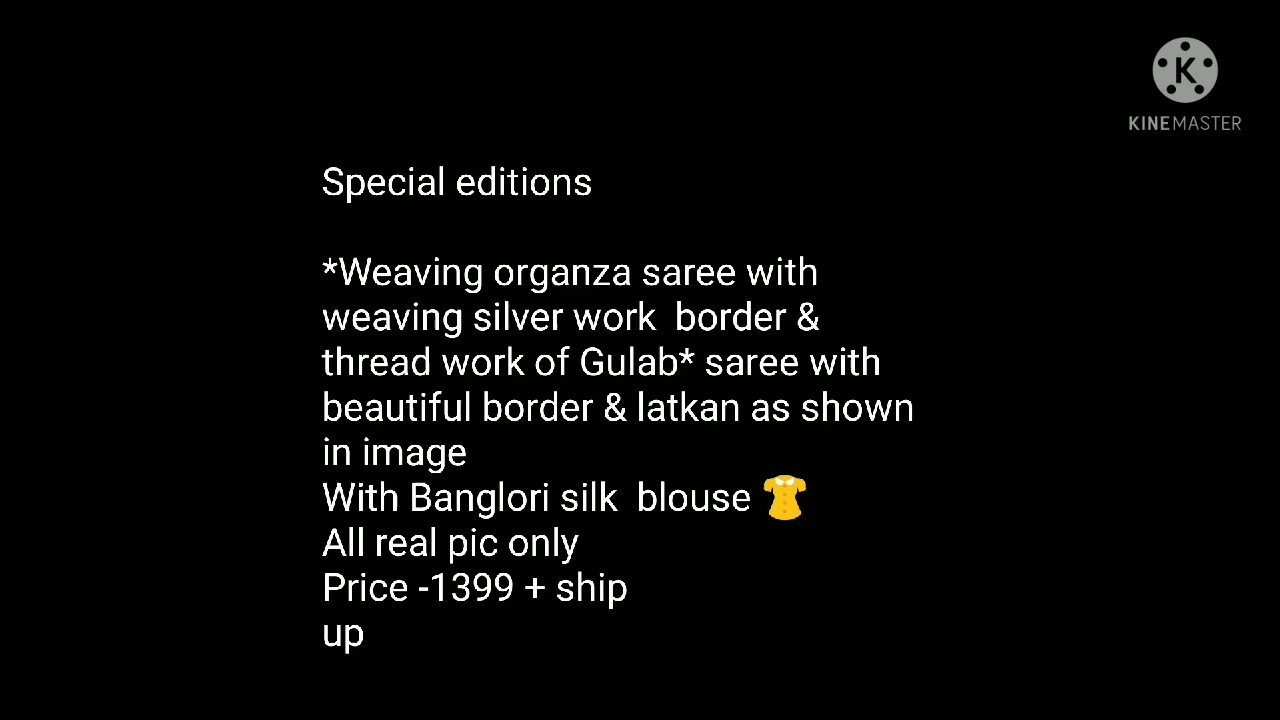 KINEMASTER
Special editions
*Weaving organza saree with
weaving silver work  border &
thread work of Gulab* saree with
beautiful border & latkan as shown
in image
With Banglori silk  blouse 👚
All real pic only
Price -1399 + ship
up